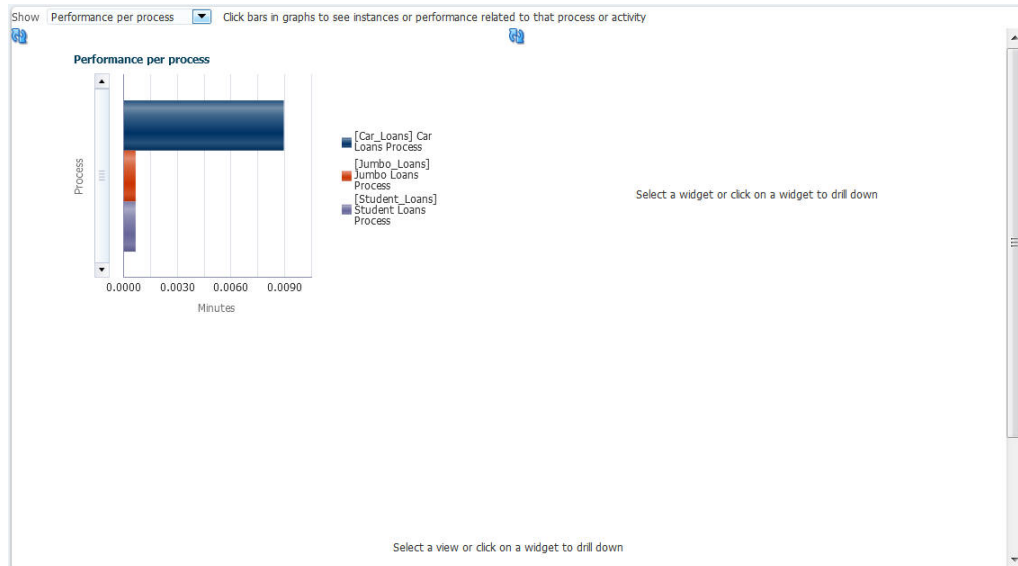 Show Performance per process Click bars in graphs to see instances or performance related to that process or activity
Performance per process
[Car_Loans] Car
Loans Process
[Jumbo_Loans]
Jumbo Loans
Process
[Student_Loans]
Student Loans
Process
Process
0.0000 0.0030 0.0060 0.0090
Minutes
Select a widget or click on a widget to drill down
Select a view or click on a widget to drill down